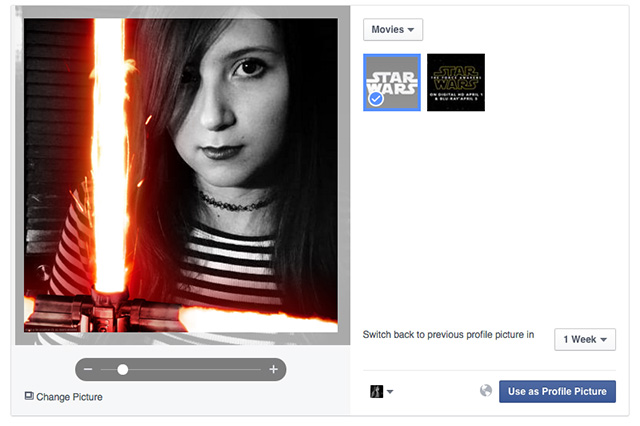 Movies
STAR
WARS
STAR
THE FORCE AWAKENS
WARS
ON DIGITAL HD APRIL 1
& BLU-RAY APRIL 5
Switch back to previous profile picture in
1 Week
Change Picture
Use as Profile Picture